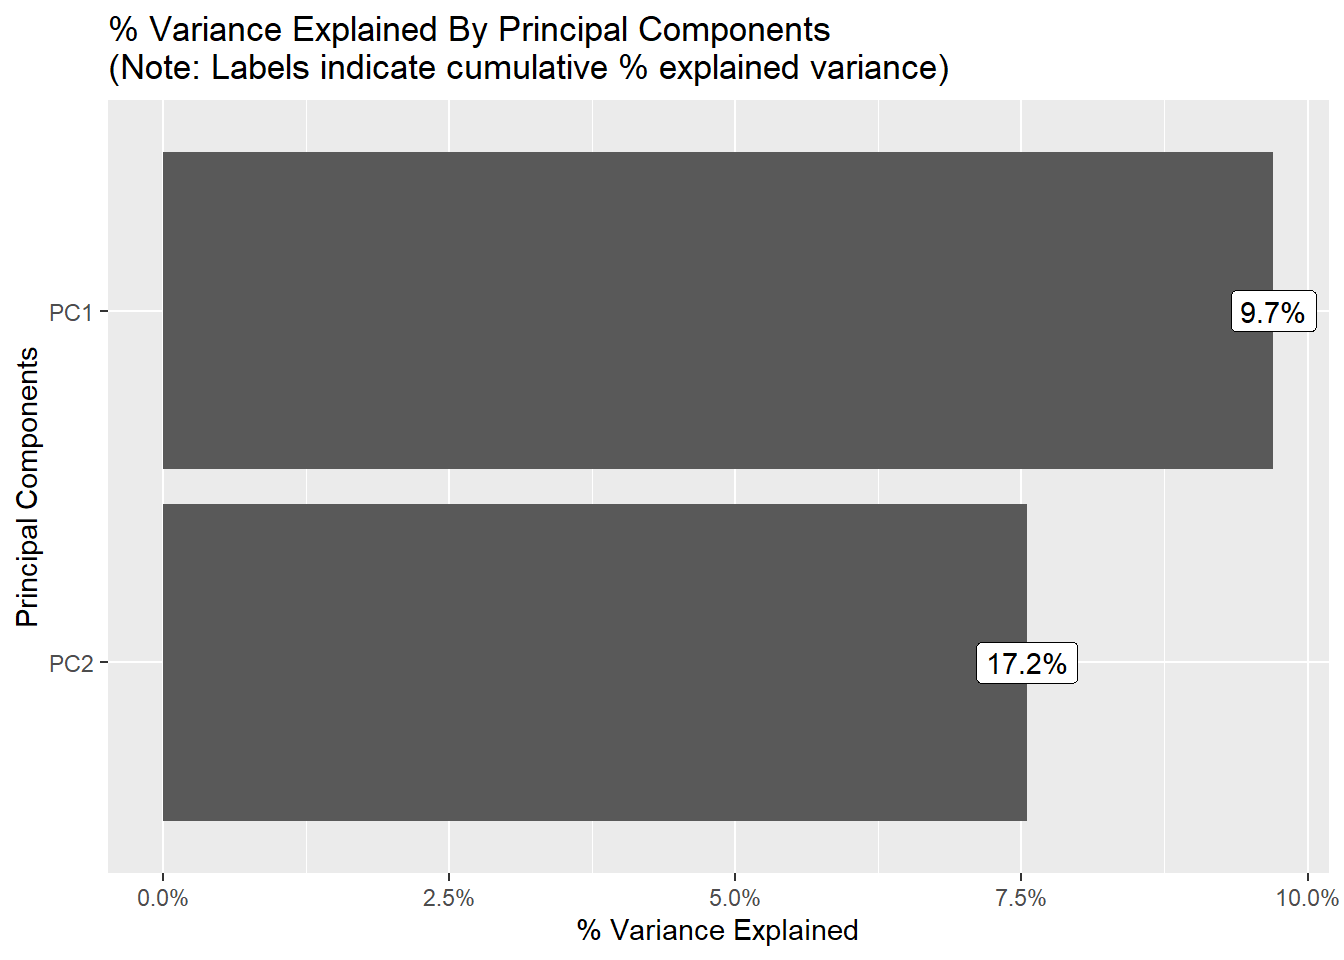 % Variance Explained By Principal Components
(Note: Labels indicate cumulative % explained variance)
Principal Components
PC1
9.7%
PC2
17.2%
0.0%
2.5%
5.0%
7.5%
10.0%
% Variance Explained